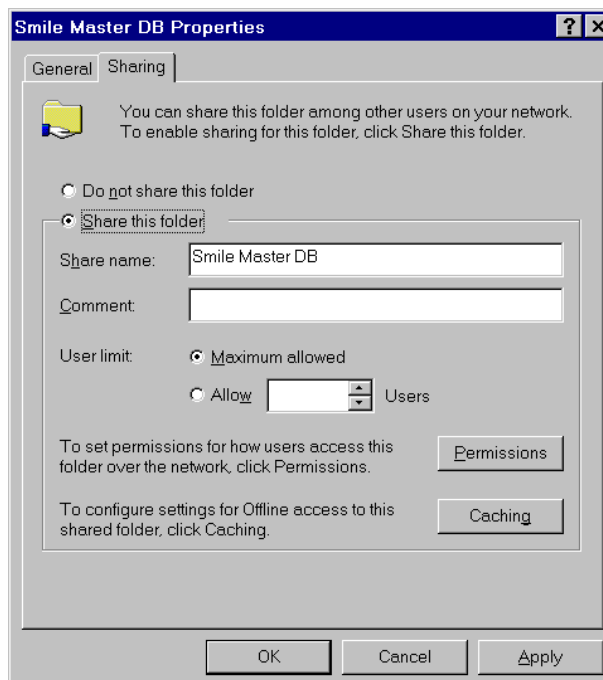 Smile Master DB Properties
General
Sharing
You can share this folder among other users on your network.
To enable sharing for this folder, click Share this folder.
Do not share this folder
Share this folder
Share name:
Smile Master DB
Comment:
User limit:
Maximum allowed
Allow
Users
To set permissions for how users access this
folder over the network, click Permissions.
Permissions
To configure settings for Offline access to this
shared folder, click Caching.
Caching
OK
Cancel
Apply